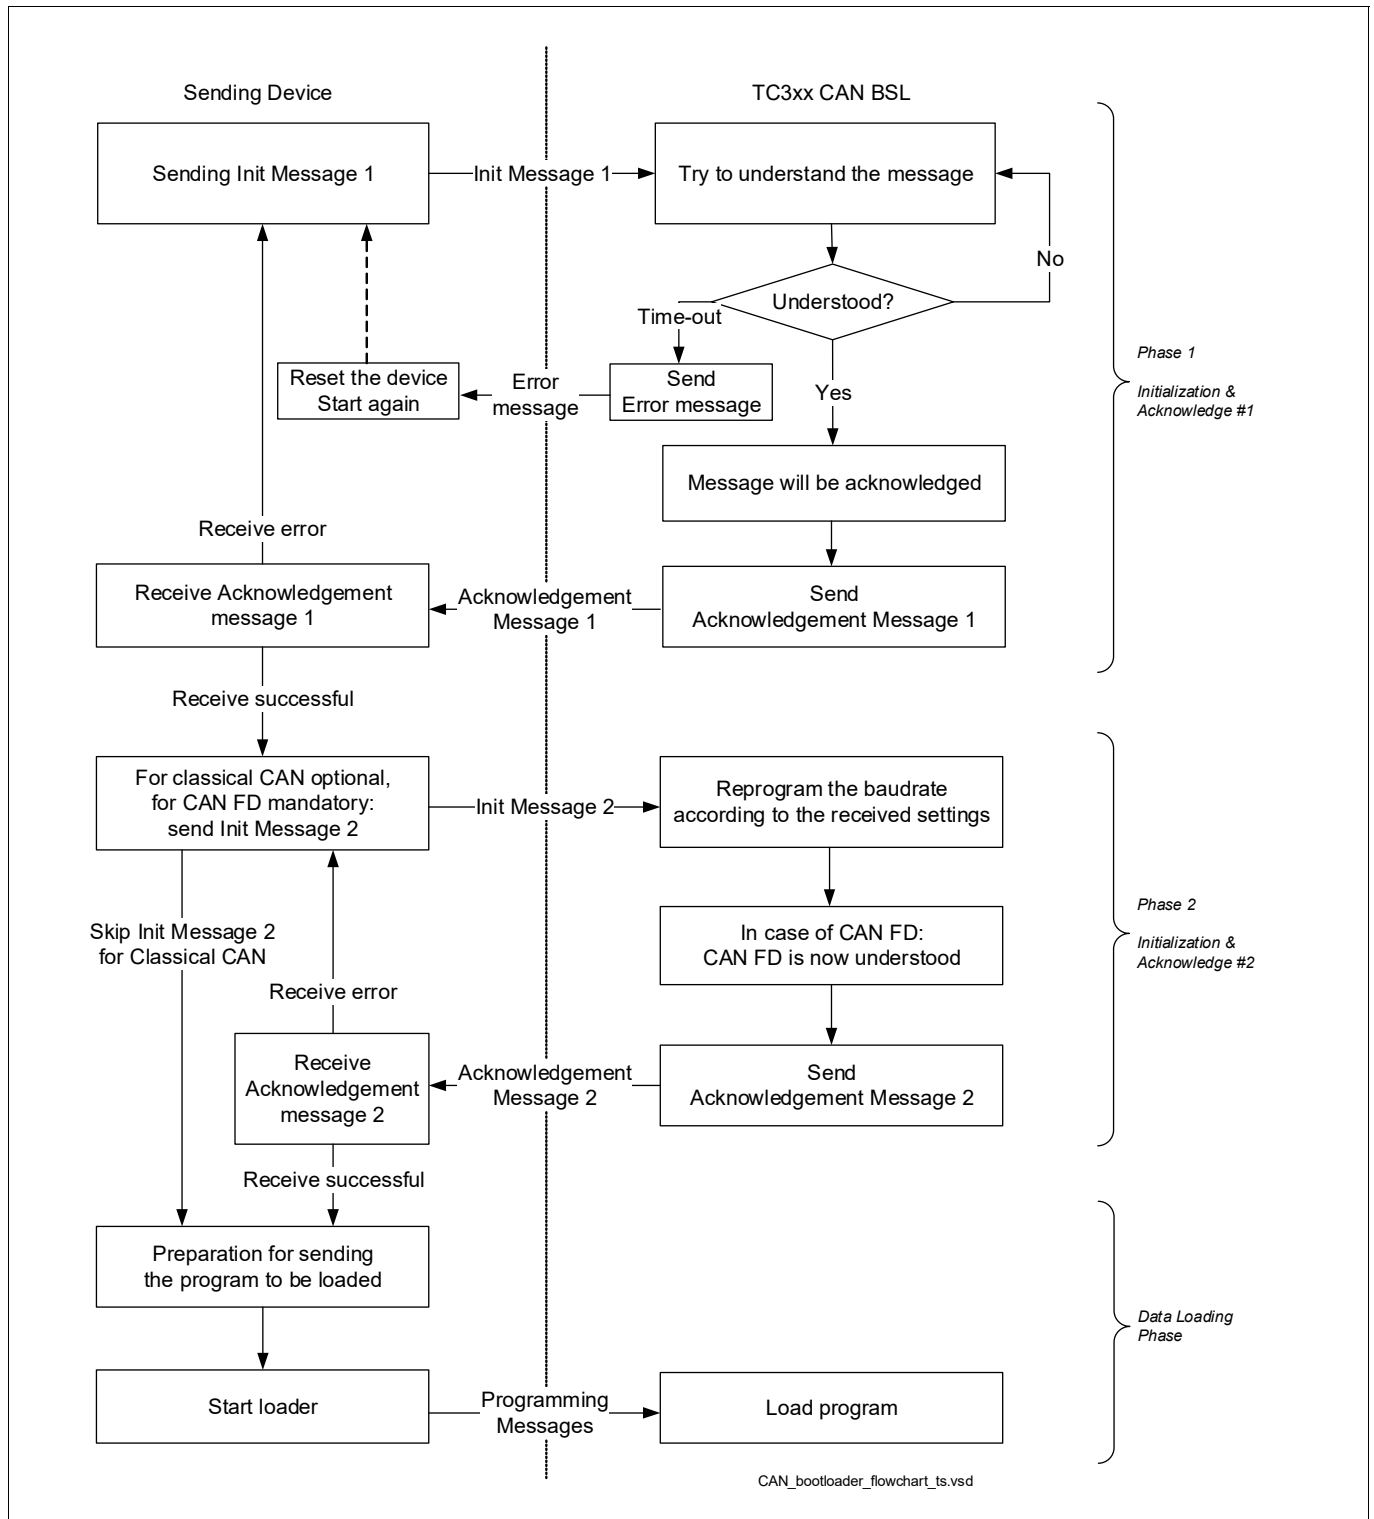 Sending Device
TC3xx CAN BSL
Sending Init Message 1
Init Message 1
Try to understand the message
No
Understood?
Time-out
Phase 1
Initialization &
Acknowledge #1
Reset the device
Start again
Error
message
Send
Error message
Yes
Message will be acknowledged
Receive error
Receive Acknowledgement
message 1
Acknowledgement
Message 1
Send
Acknowledgement Message 1
Receive successful
For classical CAN optional,
for CAN FD mandatory:
send Init Message 2
Init Message 2
Reprogram the baudrate
according to the received settings
Skip Init Message 2
for Classical CAN
In case of CAN FD:
CAN FD is now understood
Phase 2
Initialization &
Acknowledge #2
Receive error
Receive
Acknowledgement
message 2
Acknowledgement
Message 2
Send
Acknowledgement Message 2
Receive successful
Preparation for sending
the program to be loaded
Data Loading
Phase
Start loader
Programming
Messages
Load program
CAN_bootloader_flowchart_ts.vsd